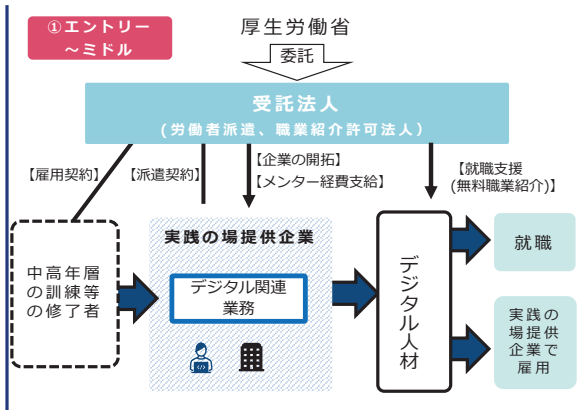 ①エントリー
～ミドル
厚生労働省
委託
受託法人
(労働者派遣、職業紹介許可法人)
【雇用契約】
【派遣契約】
【企業の開拓】
【メンター経費支給】
【就職支援
(無料職業紹介)】
中高年層
の訓練等
の修了者
実践の場提供企業
デジタル関連
業務
デジタル人材
就職
実践の
場提供
企業で
雇用